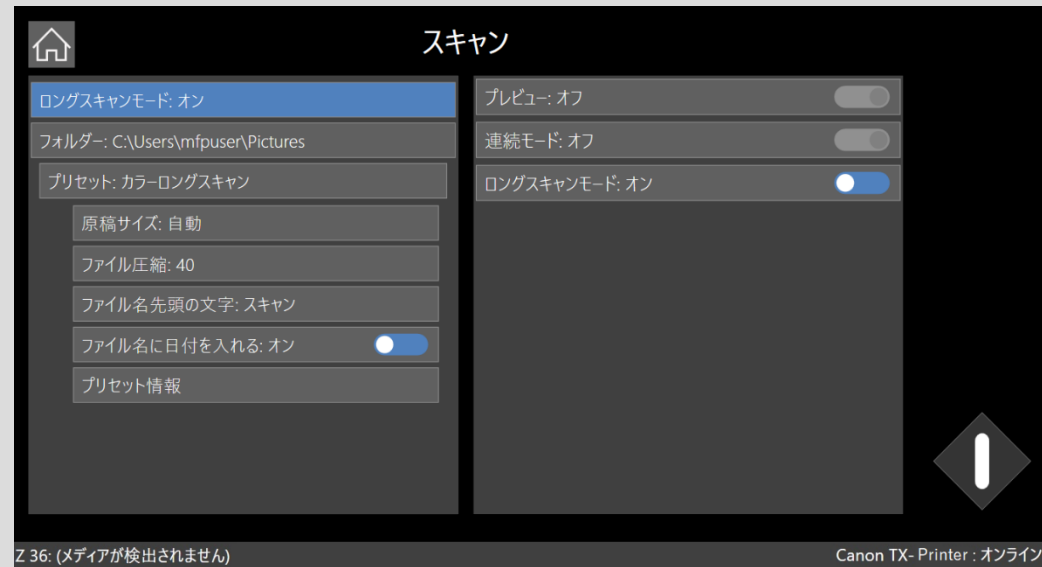 スキャン
ロングスキャンモード: オン
フォルダー: C:\Users\mfpuser\Pictures
プリセット: カラーロングスキャン
原稿サイズ: 自動
ファイル圧縮: 40
ファイル名先頭の文字: スキャン
ファイル名に日付を入れる: オン
プリセット情報
プレビュー: オフ
連続モード: オフ
ロングスキャンモード: オン
Z 36: (メディアが検出されません)
Canon TX- Printer : オンライン